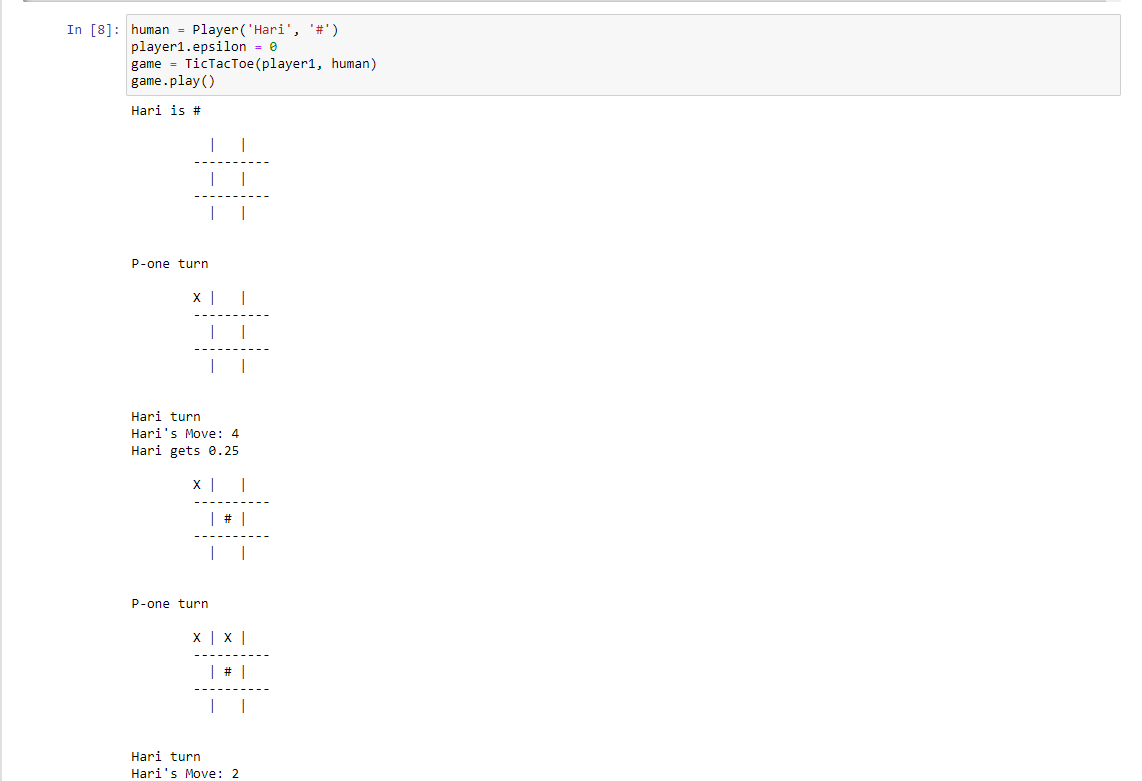 In [8]: human = Player('Hari', '#')
player1.epsilon = 0
game = TicTacToe(player1, human)
game.play()
Hari is #
|   |
----------
|   |
----------
|   |
P-one turn
X |   |
----------
|   |
----------
|   |
Hari turn
Hari's Move: 4
Hari gets 0.25
X |   |
----------
| # |
----------
|   |
P-one turn
X | X |
----------
| # |
----------
|   |
Hari turn
Hari's Move: 2